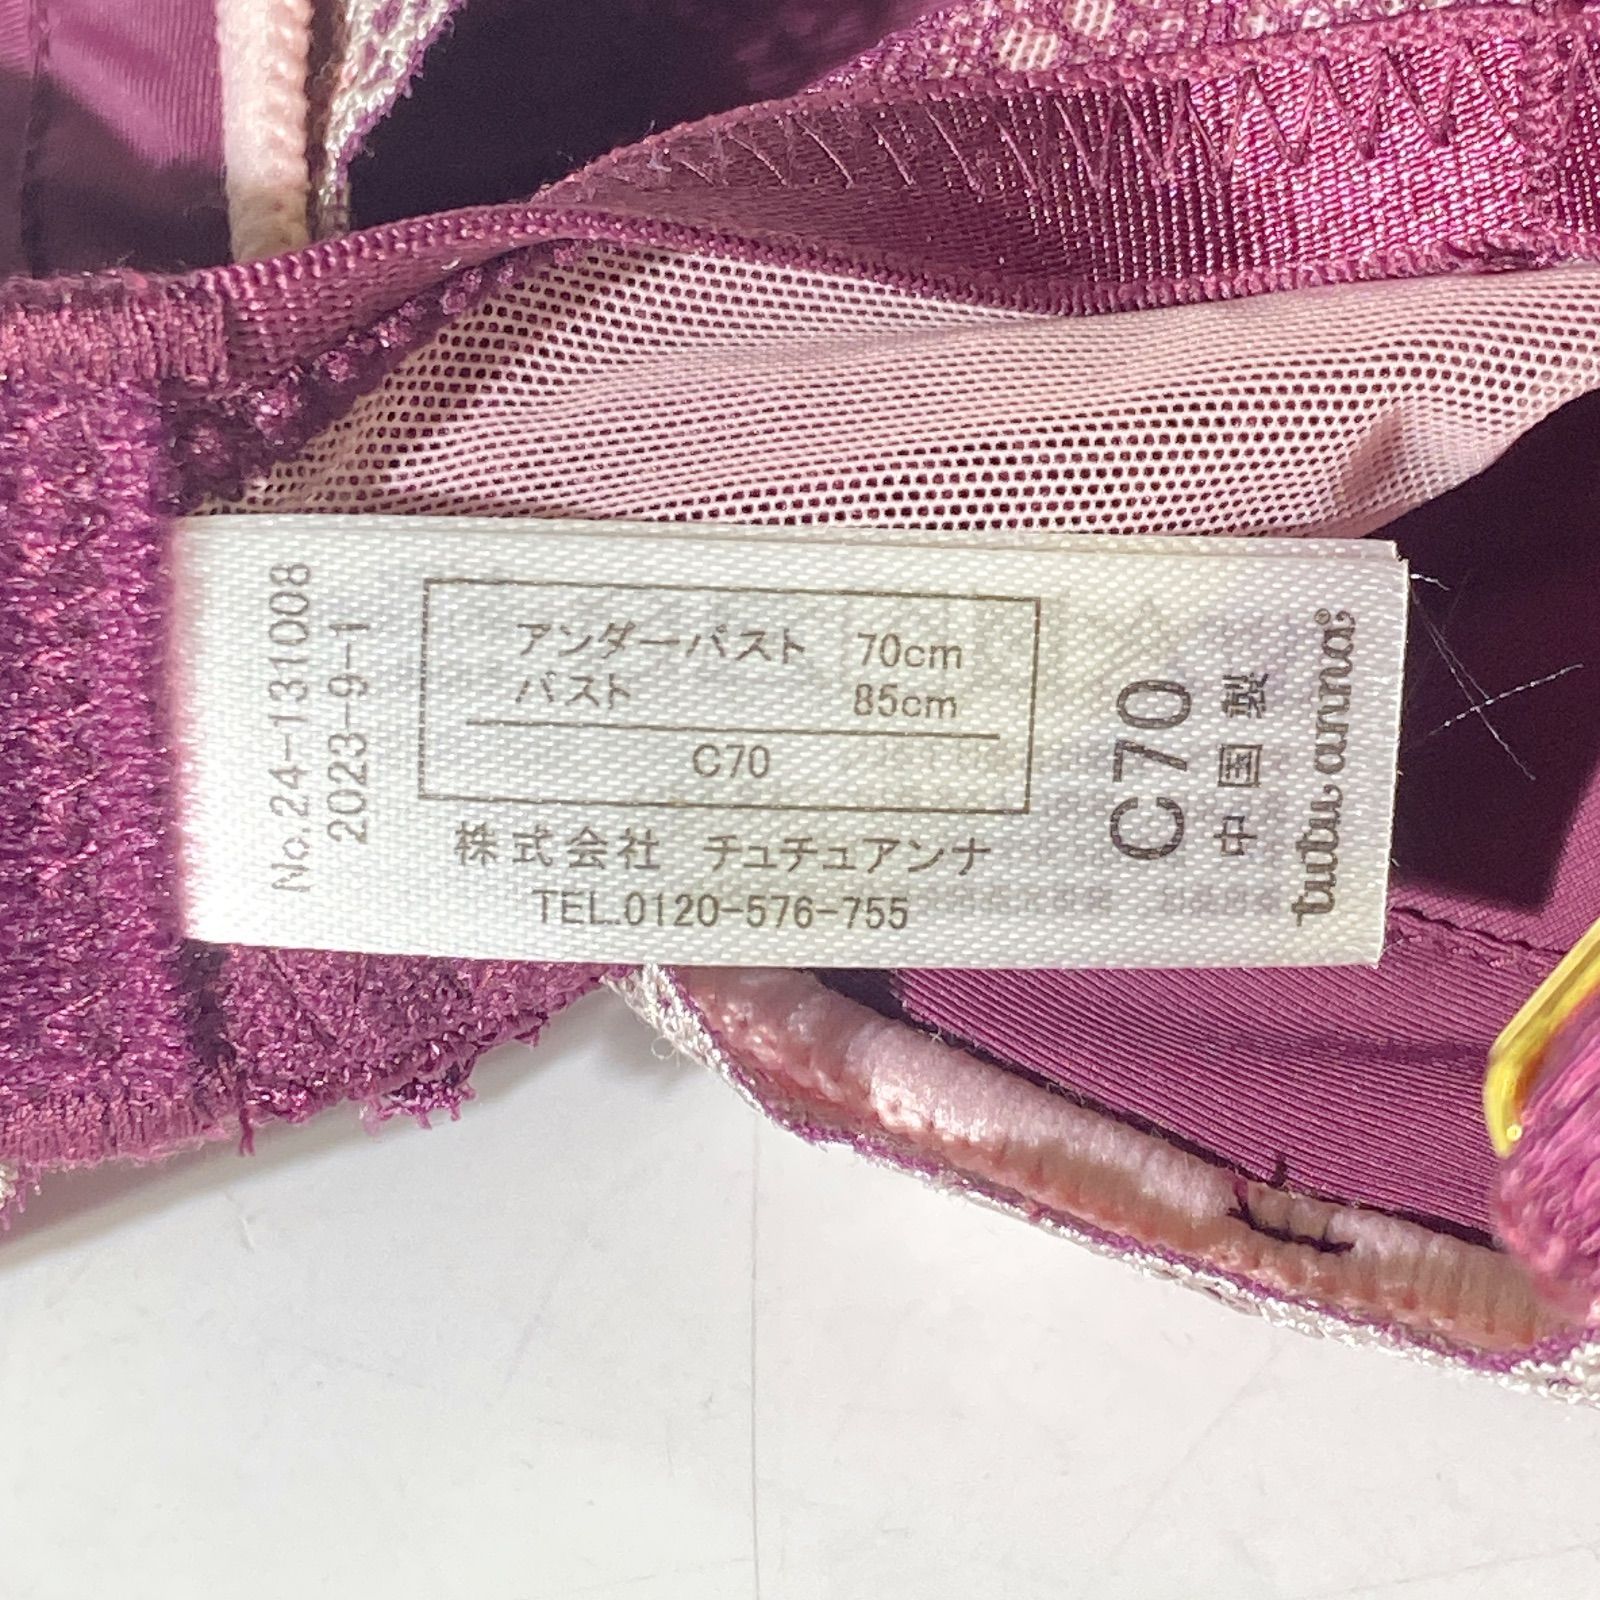 No.24-131008
2023-9-1
アンダーバスト 70cm
バスト 85cm
C70
株式会社 チュチュアンナ
TEL.0120-576-755
C70
中国製
tutuanna